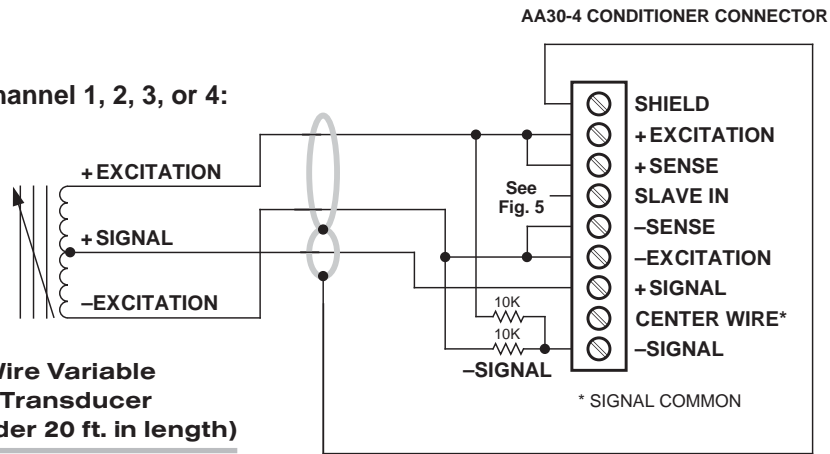 AA30-4 CONDITIONER CONNECTOR
hannel 1, 2, 3, or 4:
+EXCITATION
+SIGNAL
–EXCITATION
See
Fig. 5
SHIELD
+EXCITATION
+SENSE
SLAVE IN
–SENSE
–EXCITATION
+SIGNAL
CENTER WIRE*
–SIGNAL
10K
10K
–SIGNAL
* SIGNAL COMMON
Wire Variable
Transducer
der 20 ft. in length)